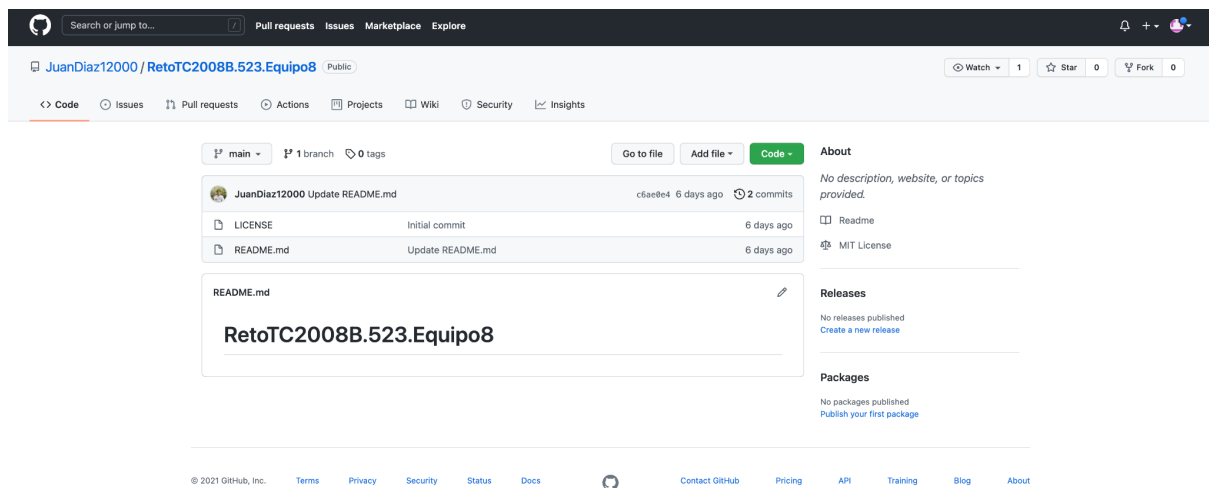 Search or jump to... / Pull requests Issues Marketplace Explore
JuanDiaz12000 / RetoTC2008B.523.Equipo8 Public
Watch 1 Star 0 Fork 0
<> Code Issues Pull requests Actions Projects Wiki Security Insights
main 1 branch 0 tags
Go to file Add file Code
JuanDiaz12000 Update README.md c6ae0e4 6 days ago 2 commits
LICENSE Initial commit 6 days ago
README.md Update README.md 6 days ago
README.md
RetoTC2008B.523.Equipo8
About
No description, website, or topics
provided.
Readme
MIT License
Releases
No releases published
Create a new release
Packages
No packages published
Publish your first package
© 2021 GitHub, Inc. Terms Privacy Security Status Docs Contact GitHub Pricing API Training Blog About